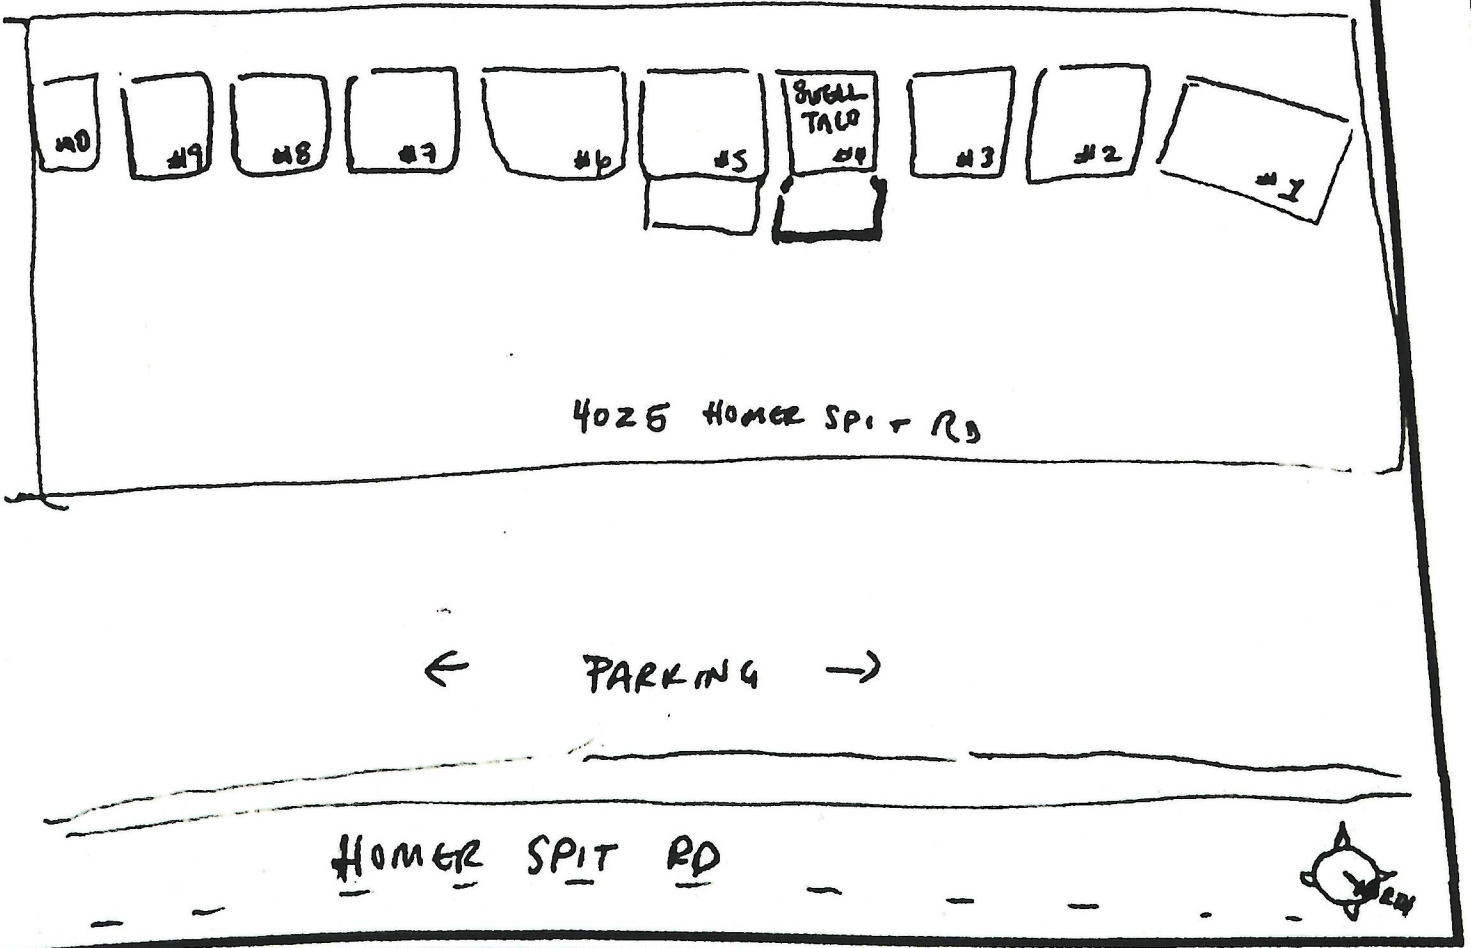 SWELL
TACO
#10
#9
#8
#7
#6
#5
#4
#3
#2
#1
4025 HOMER SPIT RD
← PARKING →
HOMER SPIT RD